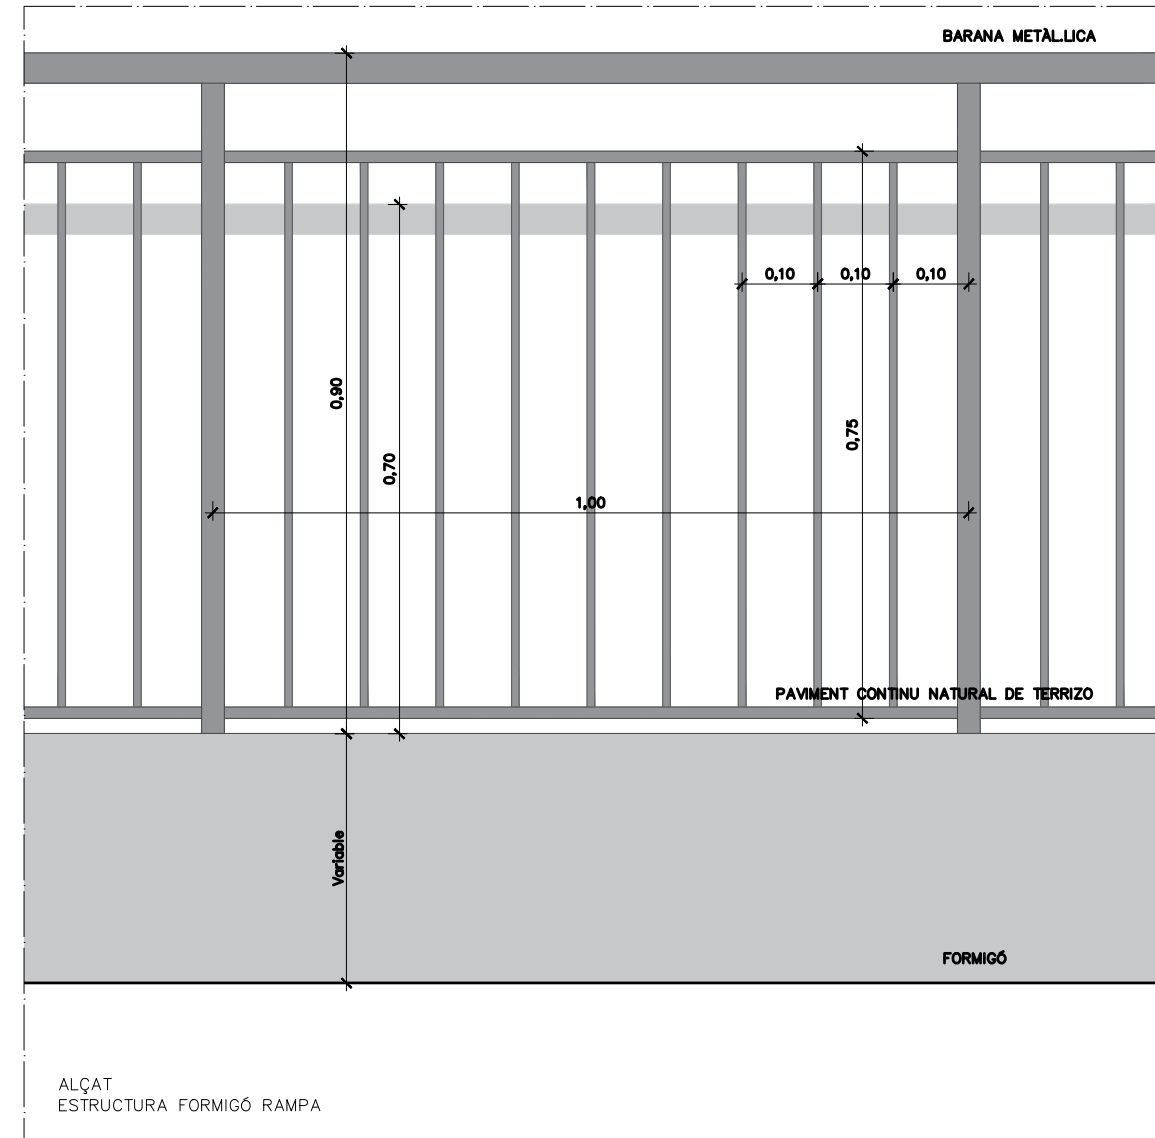 BARANA METÀL.LICA
0,10 0,10 0,10
0,90
0,75
0,70
1,00
PAVIMENT CONTINU NATURAL DE TERRIZO
Variable
FORMIGÓ
ALÇAT
ESTRUCTURA FORMIGÓ RAMPA